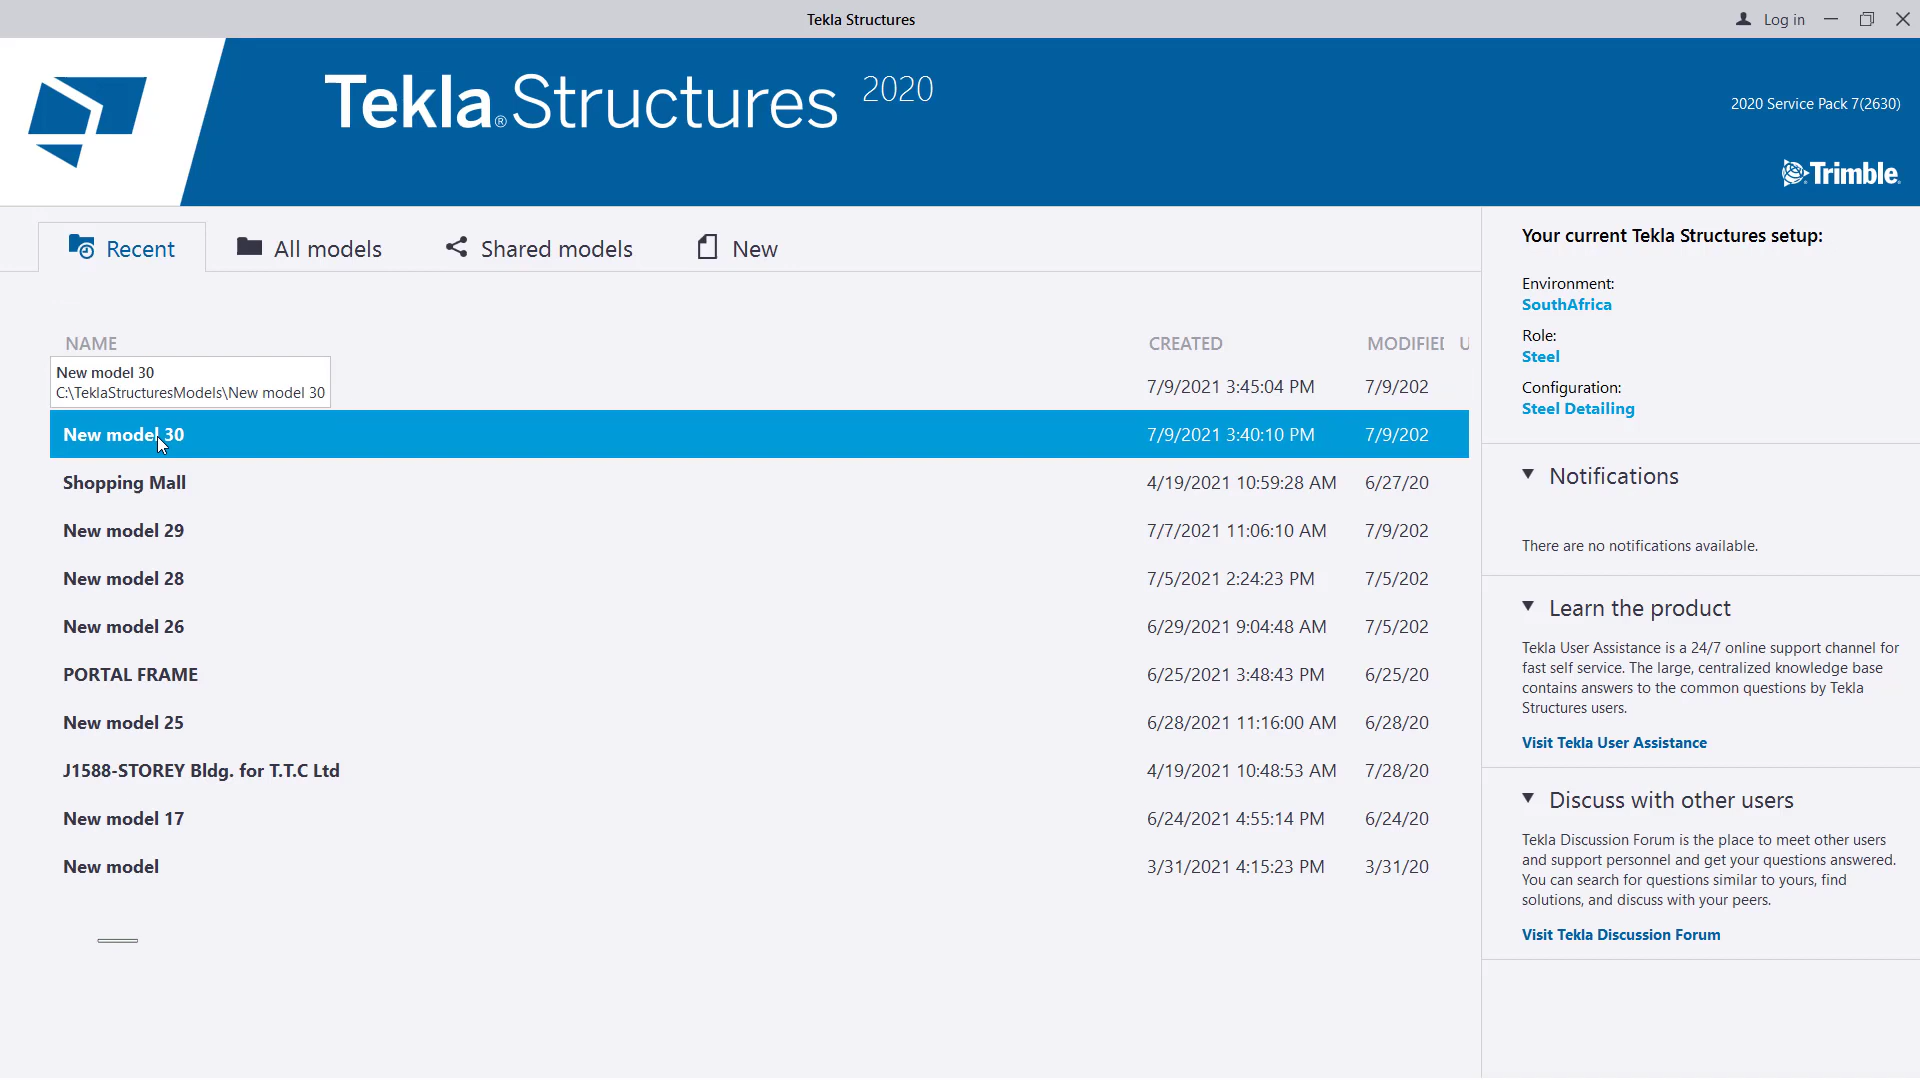 Tekla Structures
Log in
Tekla® Structures 2020
2020 Service Pack 7(2630)
Trimble
Recent
All models
Shared models
New
NAME CREATED MODIFIED U
New model 30
C:\TeklaStructuresModels\New model 30
7/9/2021 3:45:04 PM 7/9/202
New model 30 7/9/2021 3:40:10 PM 7/9/202
Shopping Mall 4/19/2021 10:59:28 AM 6/27/20
New model 29 7/7/2021 11:06:10 AM 7/9/202
New model 28 7/5/2021 2:24:23 PM 7/5/202
New model 26 6/29/2021 9:04:48 AM 7/5/202
PORTAL FRAME 6/25/2021 3:48:43 PM 6/25/20
New model 25 6/28/2021 11:16:00 AM 6/28/20
J1588-STOREY Bldg. for T.T.C Ltd 4/19/2021 10:48:53 AM 7/28/20
New model 17 6/24/2021 4:55:14 PM 6/24/20
New model 3/31/2021 4:15:23 PM 3/31/20
Your current Tekla Structures setup:
Environment:
SouthAfrica
Role:
Steel
Configuration:
Steel Detailing
Notifications
There are no notifications available.
Learn the product
Tekla User Assistance is a 24/7 online support channel for
fast self service. The large, centralized knowledge base
contains answers to the common questions by Tekla
Structures users.
Visit Tekla User Assistance
Discuss with other users
Tekla Discussion Forum is the place to meet other users
and support personnel and get your questions answered.
You can search for questions similar to yours, find
solutions, and discuss with your peers.
Visit Tekla Discussion Forum